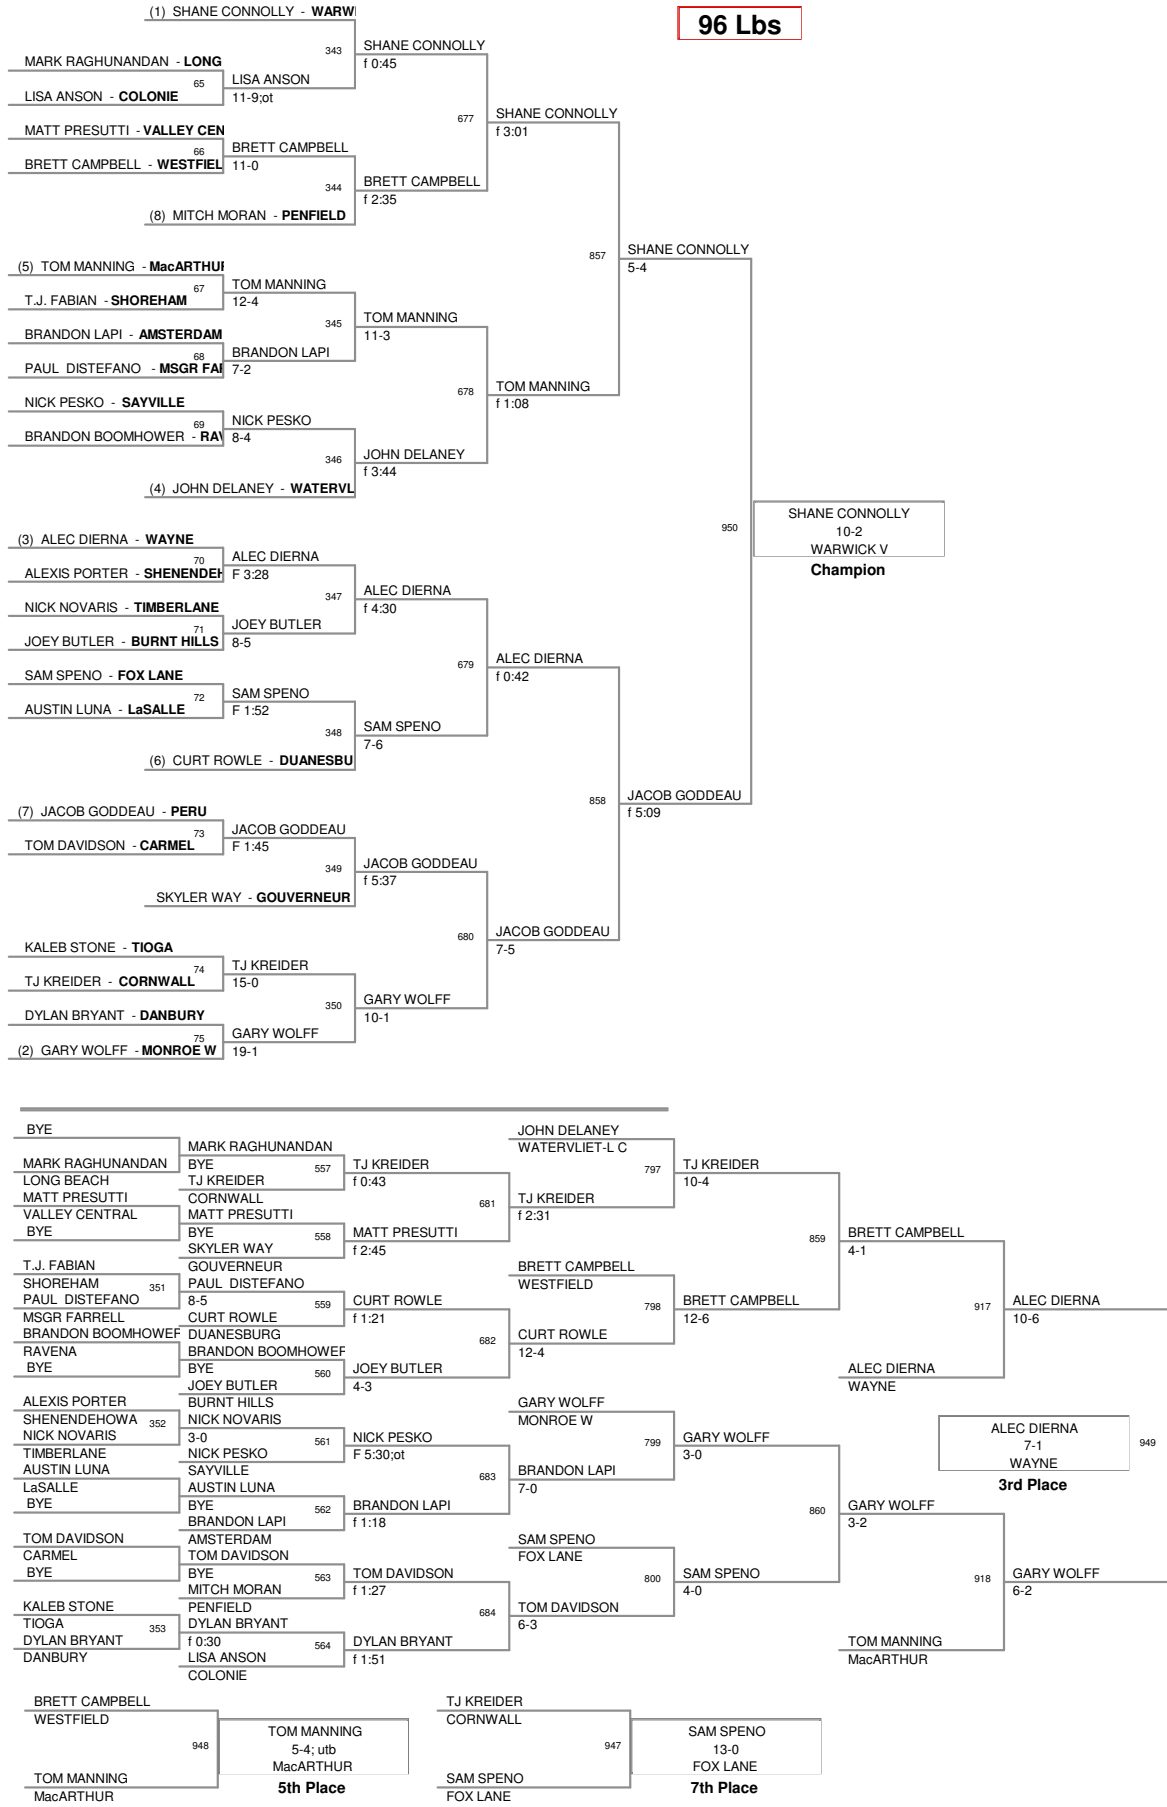 96 Lbs
(1) SHANE CONNOLLY - WARW
343
SHANE CONNOLLY
f 0:45
MARK RAGHUNANDAN - LONG
65
LISA ANSON
LISA ANSON - COLONIE
11-9;ot
677
SHANE CONNOLLY
f 3:01
MATT PRESUTTI - VALLEY CEN
66
BRETT CAMPBELL
BRETT CAMPBELL - WESTFIEL
11-0
344
BRETT CAMPBELL
f 2:35
(8) MITCH MORAN - PENFIELD
857
SHANE CONNOLLY
5-4
(5) TOM MANNING - MacARTHUR
67
TOM MANNING
T.J. FABIAN - SHOREHAM
12-4
345
TOM MANNING
11-3
BRANDON LAPI - AMSTERDAM
68
BRANDON LAPI
PAUL DISTEFANO - MSGR FAR
7-2
678
TOM MANNING
f 1:08
NICK PESKO - SAYVILLE
69
NICK PESKO
BRANDON BOOMHOWER - RAV
8-4
346
JOHN DELANEY
f 3:44
(4) JOHN DELANEY - WATERVL
950
SHANE CONNOLLY
10-2
WARWICK V
Champion
(3) ALEC DIERNA - WAYNE
70
ALEC DIERNA
ALEXIS PORTER - SHENENDEH
F 3:28
347
ALEC DIERNA
f 4:30
NICK NOVARIS - TIMBERLANE
71
JOEY BUTLER
JOEY BUTLER - BURNT HILLS
8-5
679
ALEC DIERNA
f 0:42
SAM SPENO - FOX LANE
72
SAM SPENO
AUSTIN LUNA - LaSALLE
F 1:52
348
SAM SPENO
7-6
(6) CURT ROWLE - DUANESBU
858
JACOB GODDEAU
f 5:09
(7) JACOB GODDEAU - PERU
73
JACOB GODDEAU
TOM DAVIDSON - CARMEL
F 1:45
349
JACOB GODDEAU
f 5:37
SKYLER WAY - GOUVERNEUR
680
JACOB GODDEAU
7-5
KALEB STONE - TIOGA
74
TJ KREIDER
TJ KREIDER - CORNWALL
15-0
350
GARY WOLFF
10-1
DYLAN BRYANT - DANBURY
75
GARY WOLFF
(2) GARY WOLFF - MONROE W
19-1
BYE
MARK RAGHUNANDAN
LONG BEACH
MATT PRESUTTI
VALLEY CENTRAL
BYE
T.J. FABIAN
SHOREHAM
351
PAUL DISTEFANO
MSGR FARRELL
BRANDON BOOMHOWER
RAVENA
BYE
ALEXIS PORTER
SHENENDEHOWA
352
NICK NOVARIS
TIMBERLANE
AUSTIN LUNA
LaSALLE
BYE
TOM DAVIDSON
CARMEL
BYE
KALEB STONE
TIOGA
353
DYLAN BRYANT
DANBURY
MARK RAGHUNANDAN
BYE
557
TJ KREIDER
CORNWALL
MATT PRESUTTI
BYE
558
SKYLER WAY
GOUVERNEUR
PAUL DISTEFANO
8-5
559
CURT ROWLE
DUANESBURG
BRANDON BOOMHOWER
BYE
560
JOEY BUTLER
BURNT HILLS
NICK NOVARIS
3-0
561
NICK PESKO
SAYVILLE
AUSTIN LUNA
BYE
562
BRANDON LAPI
AMSTERDAM
TOM DAVIDSON
BYE
563
MITCH MORAN
PENFIELD
DYLAN BRYANT
f 0:30
564
LISA ANSON
COLONIE
TJ KREIDER
f 0:43
681
MATT PRESUTTI
f 2:45
CURT ROWLE
f 1:21
682
JOEY BUTLER
4-3
NICK PESKO
F 5:30;ot
683
BRANDON LAPI
f 1:18
TOM DAVIDSON
f 1:27
684
DYLAN BRYANT
f 1:51
JOHN DELANEY
WATERVLIET-L C
797
TJ KREIDER
f 2:31
BRETT CAMPBELL
WESTFIELD
798
CURT ROWLE
12-4
GARY WOLFF
MONROE W
799
BRANDON LAPI
7-0
SAM SPENO
FOX LANE
800
TOM DAVIDSON
6-3
TJ KREIDER
10-4
859
BRETT CAMPBELL
12-6
GARY WOLFF
3-0
860
SAM SPENO
4-0
BRETT CAMPBELL
4-1
917
ALEC DIERNA
WAYNE
GARY WOLFF
3-2
918
TOM MANNING
MacARTHUR
ALEC DIERNA
10-6
ALEC DIERNA
7-1
WAYNE
949
3rd Place
GARY WOLFF
6-2
BRETT CAMPBELL
WESTFIELD
948
TOM MANNING
MacARTHUR
TOM MANNING
5-4; utb
MacARTHUR
5th Place
TJ KREIDER
CORNWALL
947
SAM SPENO
FOX LANE
SAM SPENO
13-0
FOX LANE
7th Place